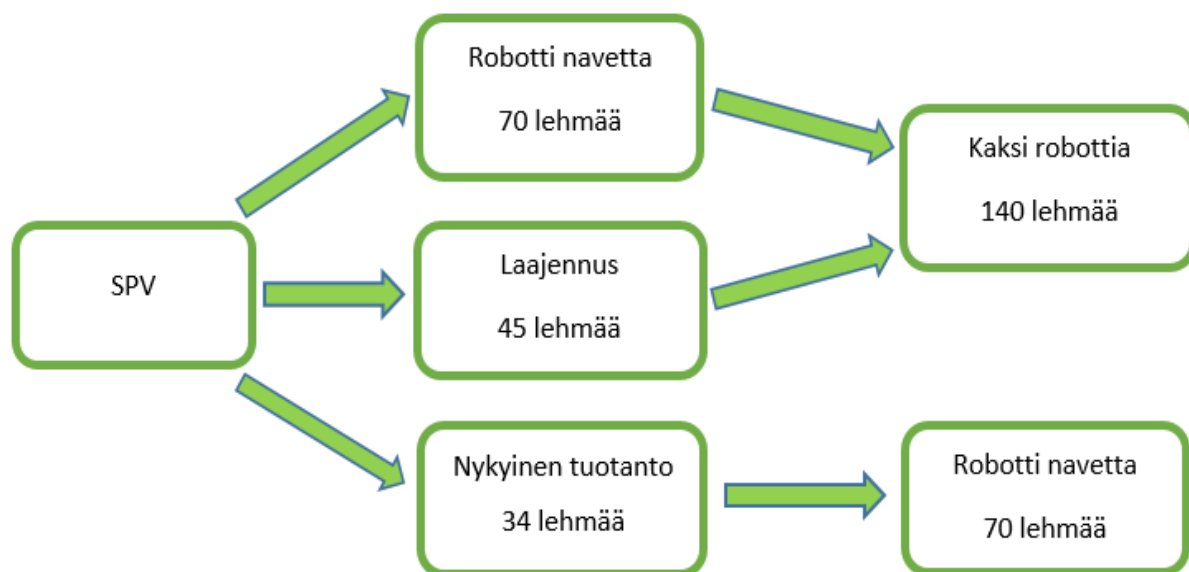 SPV
Robotti navetta
70 lehmää
Laajennus
45 lehmää
Nykyinen tuotanto
34 lehmää
Kaksi robottia
140 lehmää
Robotti navetta
70 lehmää